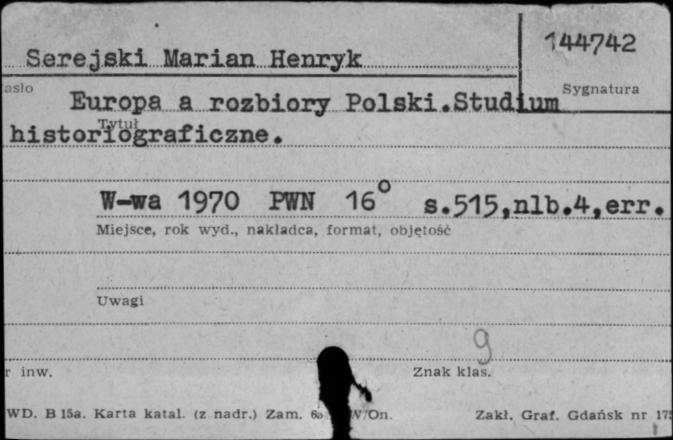 144742
Serejski Marian Henryk
asło
Sygnatura
Europa a rozbiory Polski.Studium
Tytuł
historiograficzne.
W-wa 1970 PWN 16° s.515,nlb.4,err.
Miejsce, rok wyd., nakładca, format, objętość
Uwagi
9
r inw.
Znak klas.
WD. B 15a. Karta katal. (z nadr.) Zam. W/On.
Zakł. Graf. Gdańsk nr 175